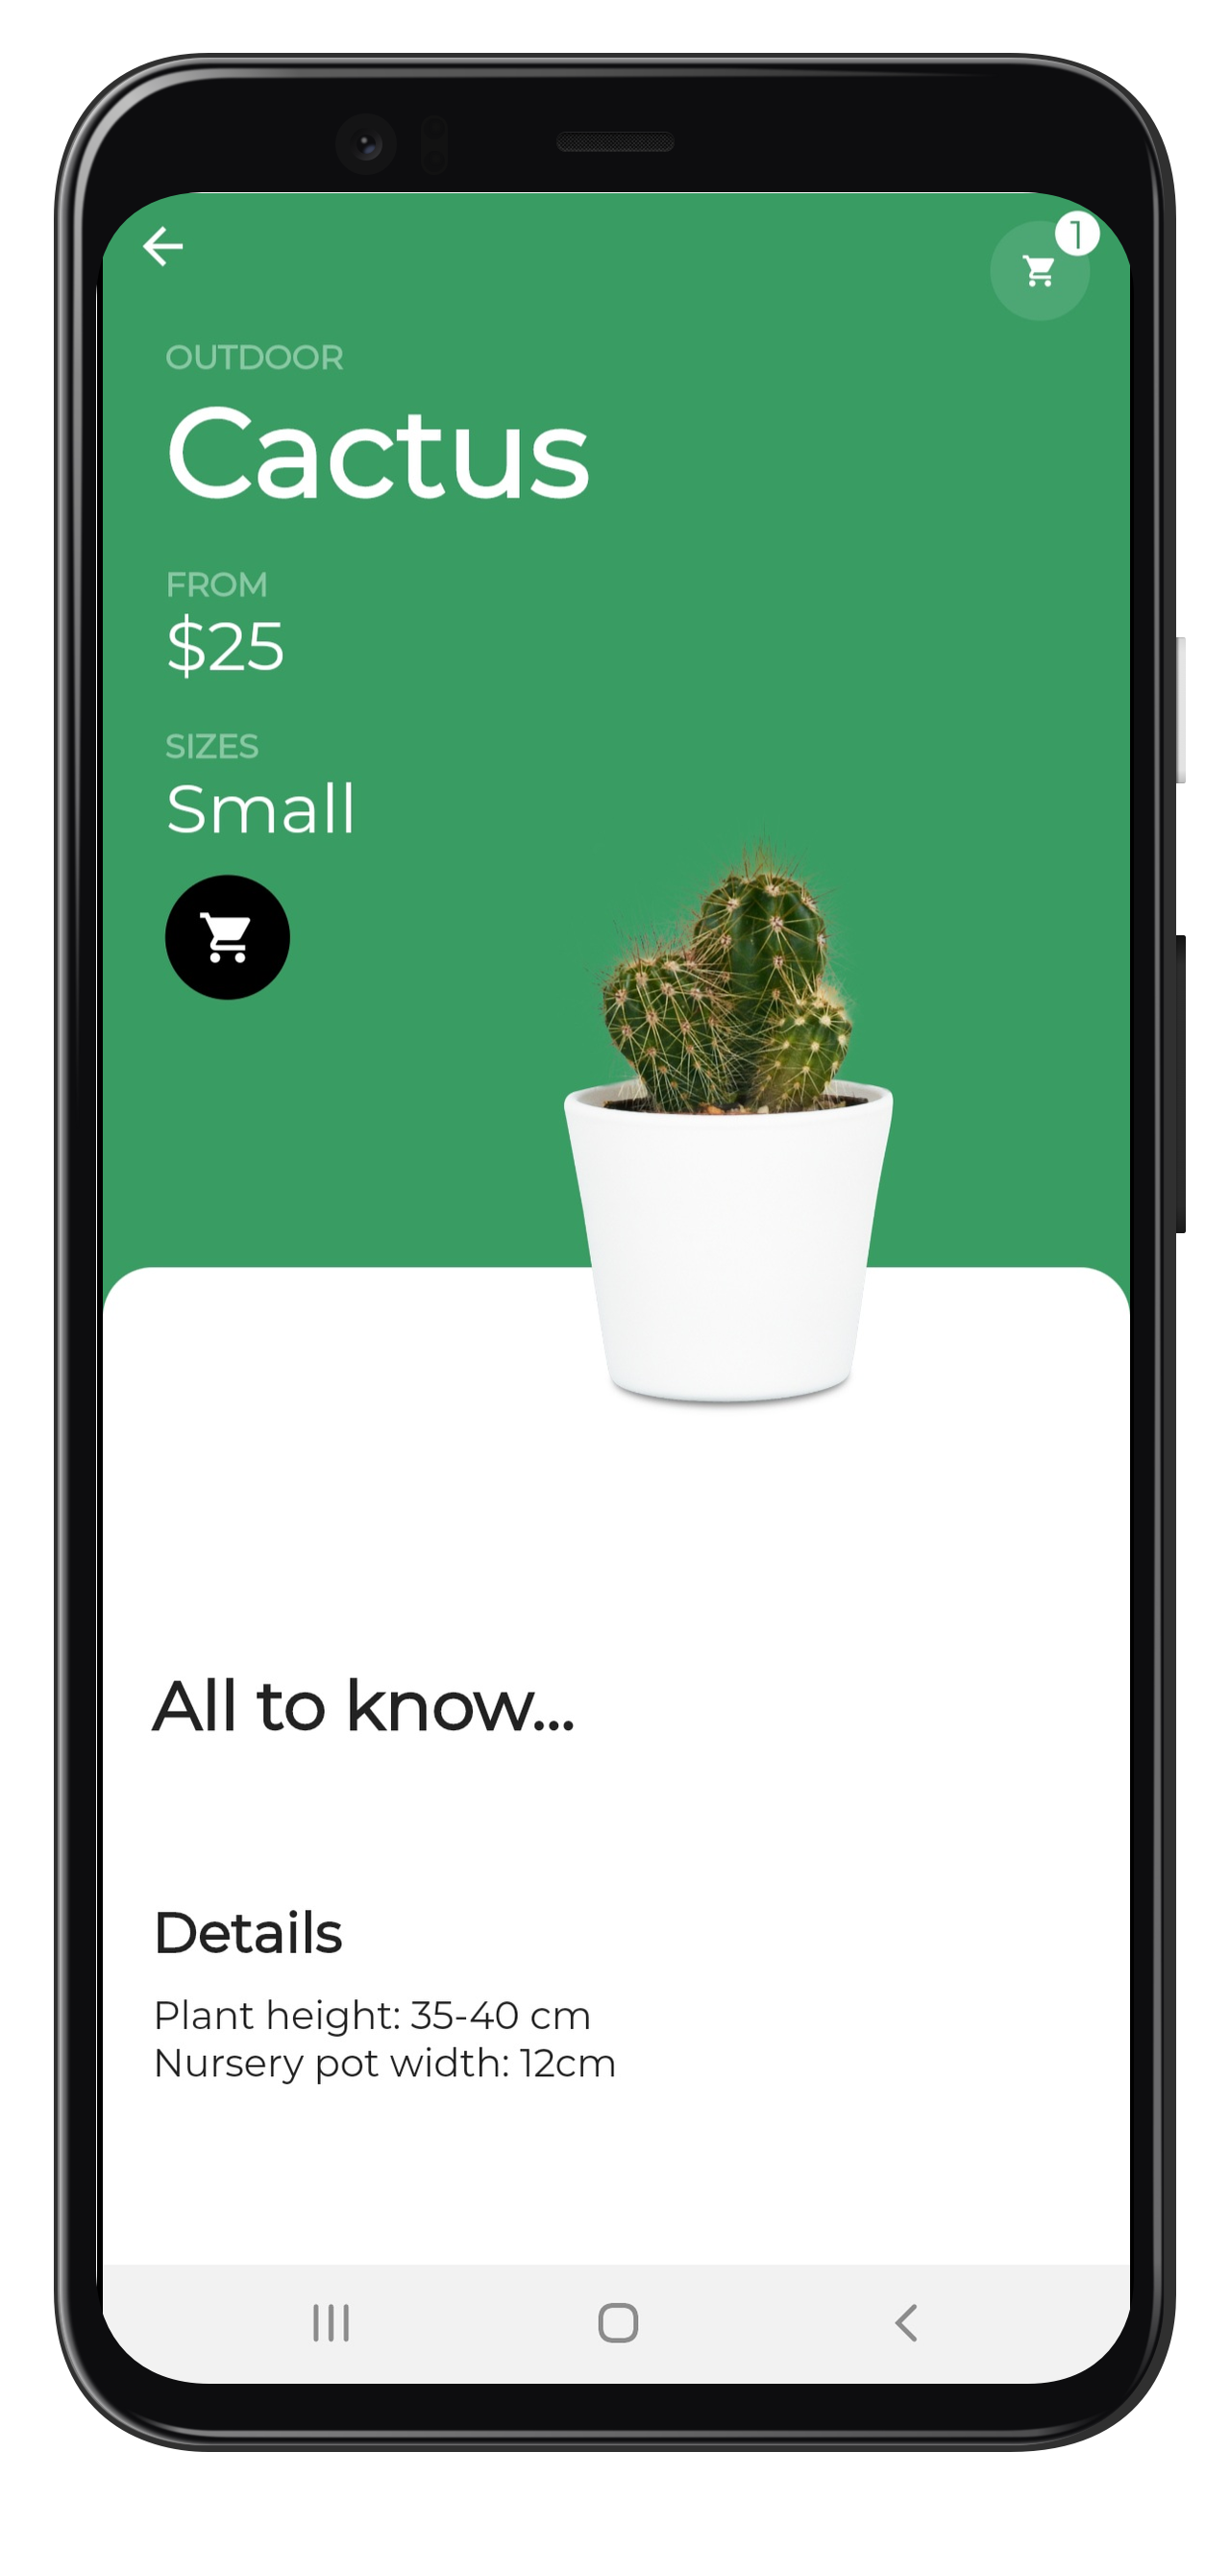 1
OUTDOOR
Cactus
FROM
$25
SIZES
Small
All to know...
Details
Plant height: 35-40 cm
Nursery pot width: 12cm